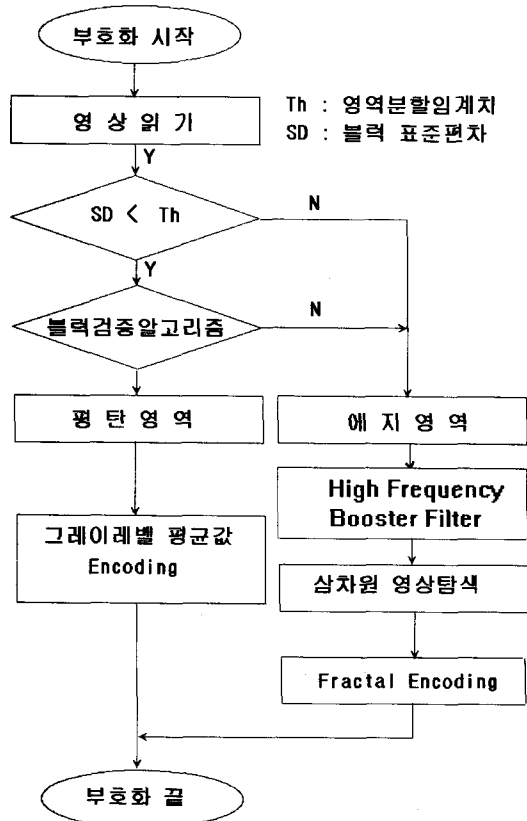 부호화 시작
영 상 읽 기
Th : 영역분할임계치
SD : 블럭 표준편차
Y
SD < Th
N
Y
블럭검증알고리즘
N
평 탄 영 역
에 지 영 역
High Frequency
Booster Filter
그레이레벨 평균값
Encoding
삼차원 영상탐색
Fractal Encoding
부호화 끝